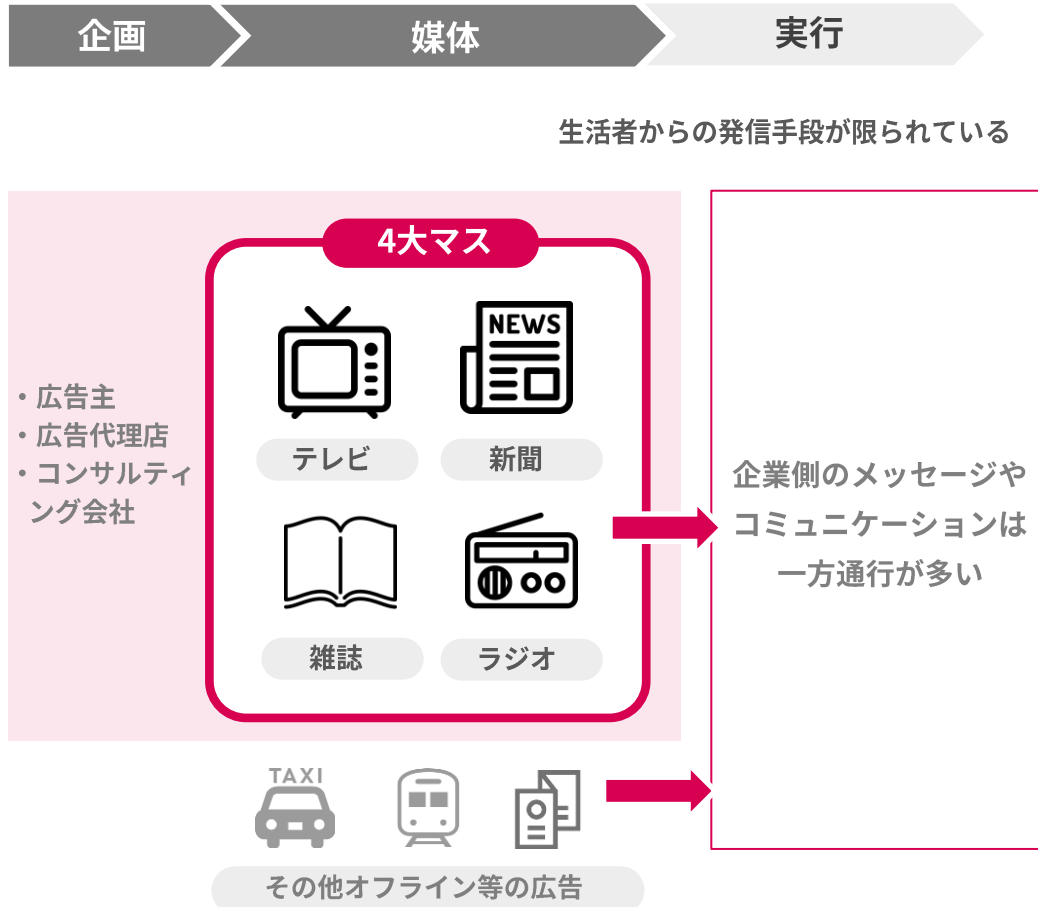 企画
媒体
実行
生活者からの発信手段が限られている
4大マス
NEWS
・広告主
・広告代理店
・コンサルティ
ング会社
テレビ
新聞
雑誌
ラジオ
企業側のメッセージや
コミュニケーションは
一方通行が多い
TAXI
その他オフライン等の広告